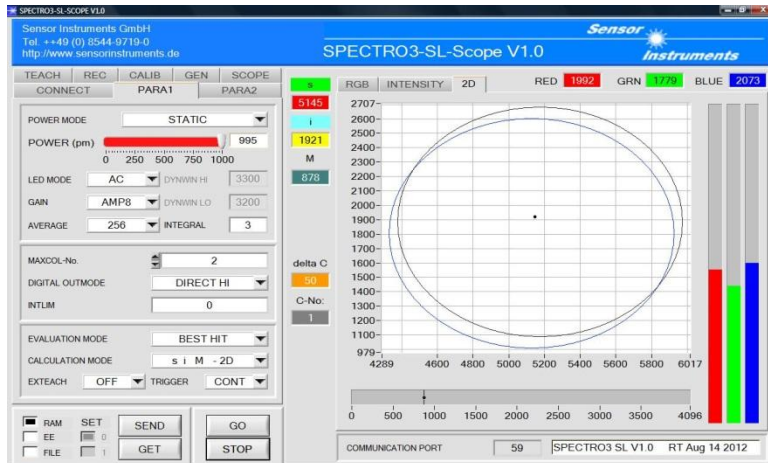 SPECTRO3-SL-SCOPE V1.0
Sensor Instruments GmbH
Tel. ++49 (0) 8544-9719-0
http://www.sensorinstruments.de
SPECTRO3-SL-Scope V1.0
Sensor Instruments
TEACH REC CALIB GEN SCOPE
CONNECT PARA1 PARA2
POWER MODE STATIC
POWER (pm) 995
0 250 500 750 1000
LED MODE AC DYNWIN HI 3300
GAIN AMP8 DYNWIN LO 3200
AVERAGE 256 INTEGRAL 3
MAXCOL-No. 2
DIGITAL OUTMODE DIRECT HI
INTLIM 0
EVALUATION MODE BEST HIT
CALCULATION MODE s i M - 2D
EXTEACH OFF TRIGGER CONT
RAM SET SEND GO
EE 0
FILE 1 GET STOP
s
5145
i
1921
M
878
delta C
50
C-No:
1
RGB INTENSITY 2D RED 1992 GRN 1779 BLUE 2073
2707
2600
2500
2400
2300
2200
2100
2000
1900
1800
1700
1600
1500
1400
1300
1200
1100
979
4289 4600 4800 5000 5200 5400 5600 5800 6017
0 500 1000 1500 2000 2500 3000 3500 4096
COMMUNICATION PORT 59 SPECTRO3 SL V1.0 RT Aug 14 2012